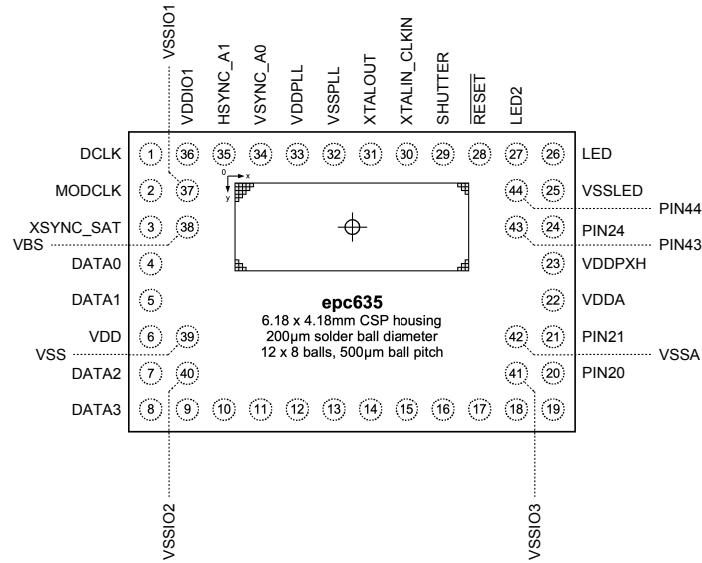 VSSIO1
VDDIO1
HSYNC_A1
VSYNC_A0
VDDPLL
VSSPLL
XTALOUT
XTALIN_CLKIN
SHUTTER
RESET
LED2
DCLK 1 36 35 34 33 32 31 30 29 28 27 26 LED
0 x
y
MODCLK 2 37 44 25 VSSLED
PIN44
XSYNC_SAT 3 38 43 24 PIN24
VBS PIN43
DATA0 4 23 VDDPXH
DATA1 5 22 VDDA
epc635
6.18 x 4.18mm CSP housing
200µm solder ball diameter
12 x 8 balls, 500µm ball pitch
VDD 6 39 42 21 PIN21
VSS VSSA
DATA2 7 40 41 20 PIN20
DATA3 8 9 10 11 12 13 14 15 16 17 18 19
VSSIO2
VSSIO3